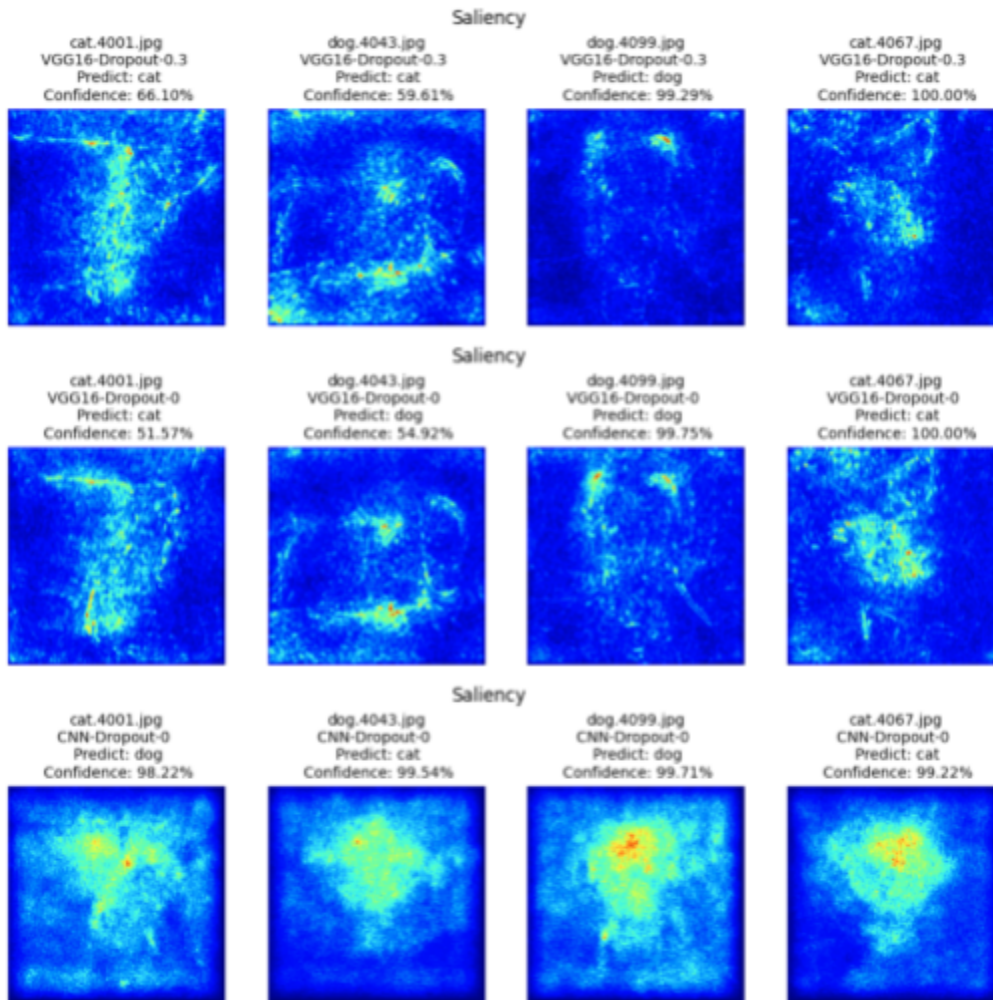 Saliency
cat.4001.jpg
VGG16-Dropout-0.3
Predict: cat
Confidence: 66.10%
dog.4043.jpg
VGG16-Dropout-0.3
Predict: cat
Confidence: 59.61%
dog.4099.jpg
VGG16-Dropout-0.3
Predict: dog
Confidence: 99.29%
cat.4067.jpg
VGG16-Dropout-0.3
Predict: cat
Confidence: 100.00%
Saliency
cat.4001.jpg
VGG16-Dropout-0
Predict: cat
Confidence: 51.57%
dog.4043.jpg
VGG16-Dropout-0
Predict: dog
Confidence: 54.92%
dog.4099.jpg
VGG16-Dropout-0
Predict: dog
Confidence: 99.75%
cat.4067.jpg
VGG16-Dropout-0
Predict: cat
Confidence: 100.00%
Saliency
cat.4001.jpg
CNN-Dropout-0
Predict: dog
Confidence: 98.22%
dog.4043.jpg
CNN-Dropout-0
Predict: cat
Confidence: 99.54%
dog.4099.jpg
CNN-Dropout-0
Predict: dog
Confidence: 99.71%
cat.4067.jpg
CNN-Dropout-0
Predict: cat
Confidence: 99.22%